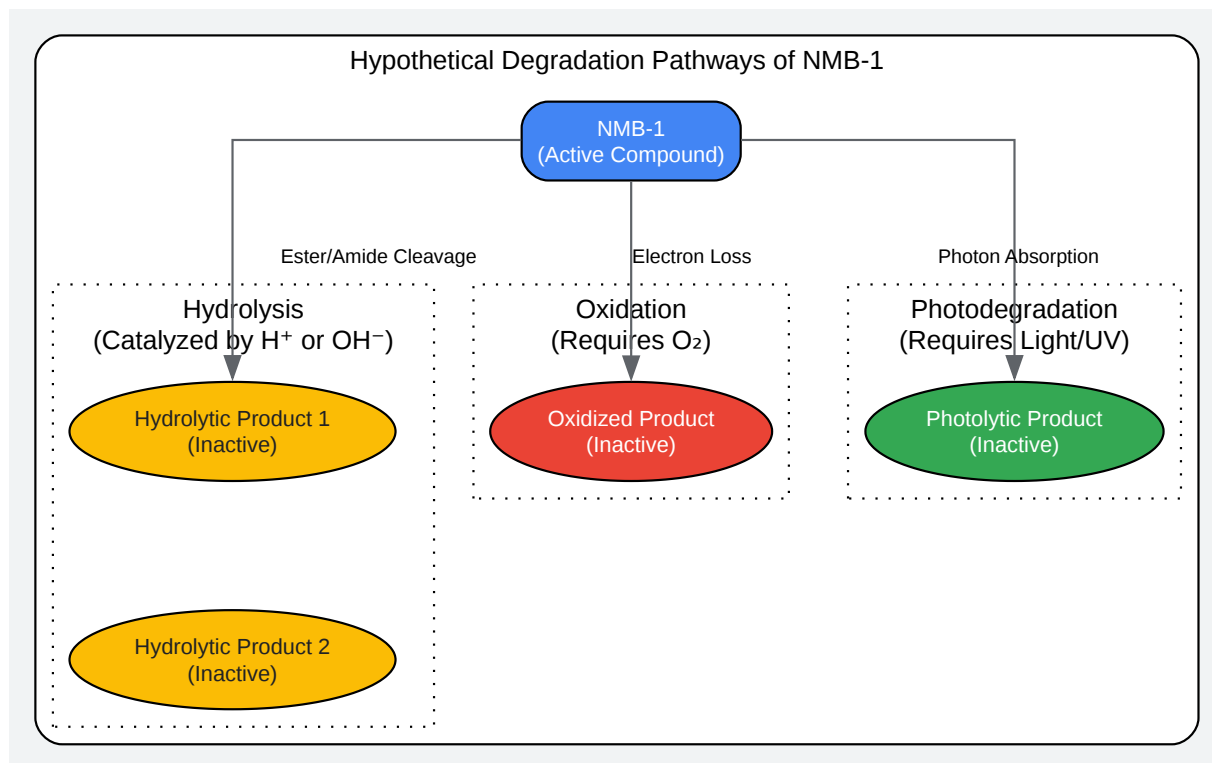 Hypothetical Degradation Pathways of NMB-1
NMB-1
(Active Compound)
Ester/Amide Cleavage
Electron Loss
Photon Absorption
Hydrolysis
(Catalyzed by H⁺ or OH⁻)
Oxidation
(Requires O₂)
Photodegradation
(Requires Light/UV)
Hydrolytic Product 1
(Inactive)
Oxidized Product
(Inactive)
Photolytic Product
(Inactive)
Hydrolytic Product 2
(Inactive)